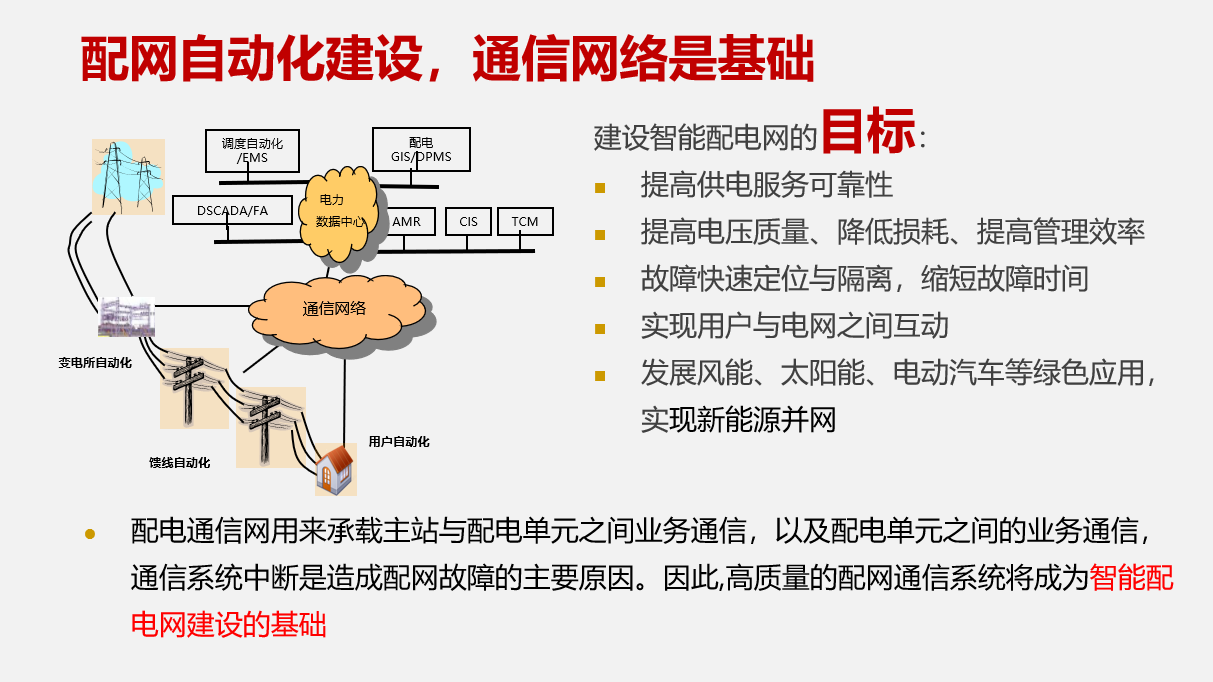 配网自动化建设，通信网络是基础
调度自动化
/EMS
配电
GIS/DPMS
DSCADA/FA
电力
数据中心
AMR
CIS
TCM
通信网络
变电所自动化
馈线自动化
用户自动化
建设智能配电网的目标：
提高供电服务可靠性
提高电压质量、降低损耗、提高管理效率
故障快速定位与隔离，缩短故障时间
实现用户与电网之间互动
发展风能、太阳能、电动汽车等绿色应用，
实现新能源并网
配电通信网用来承载主站与配电单元之间业务通信，以及配电单元之间的业务通信，
通信系统中断是造成配网故障的主要原因。因此,高质量的配网通信系统将成为智能配
电网建设的基础